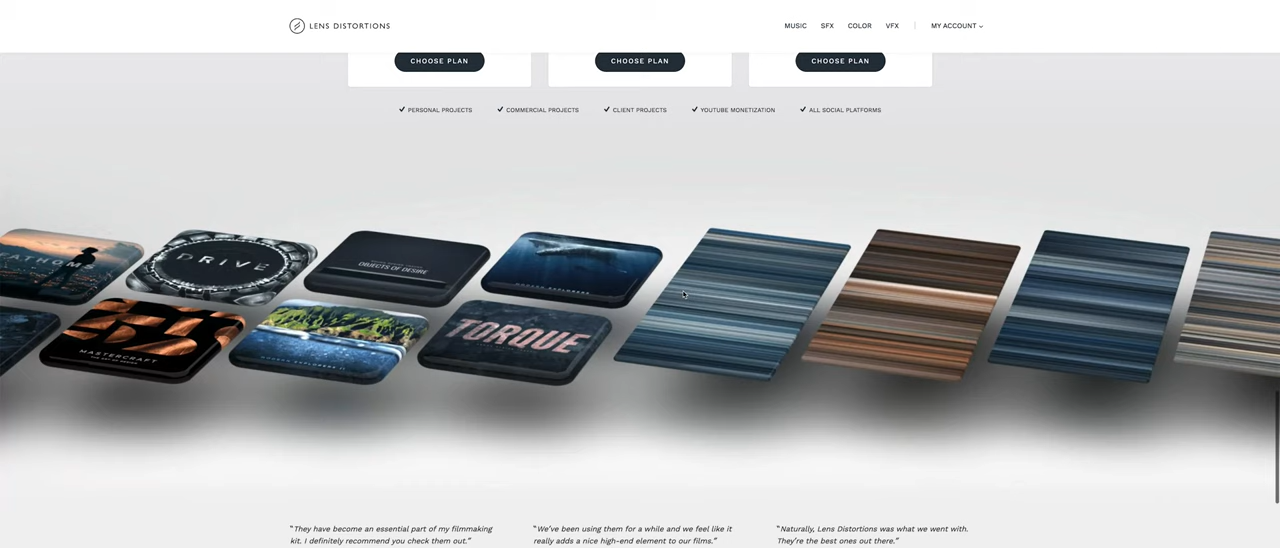 LENS DISTORTIONS
MUSIC SFX COLOR VFX MY ACCOUNT
CHOOSE PLAN CHOOSE PLAN CHOOSE PLAN
PERSONAL PROJECTS COMMERCIAL PROJECTS CLIENT PROJECTS YOUTUBE MONETIZATION ALL SOCIAL PLATFORMS
FATHOMS
DRIVE
OBJECTS OF DESIRE
MASTERCRAFT
THE ART OF DESIGN
TORQUE
“They have become an essential part of my filmmaking
kit. I definitely recommend you check them out.”
“We’ve been using them for a while and we feel like it
really adds a nice high-end element to our films.”
“Naturally, Lens Distortions was what we went with.
They’re the best ones out there.”